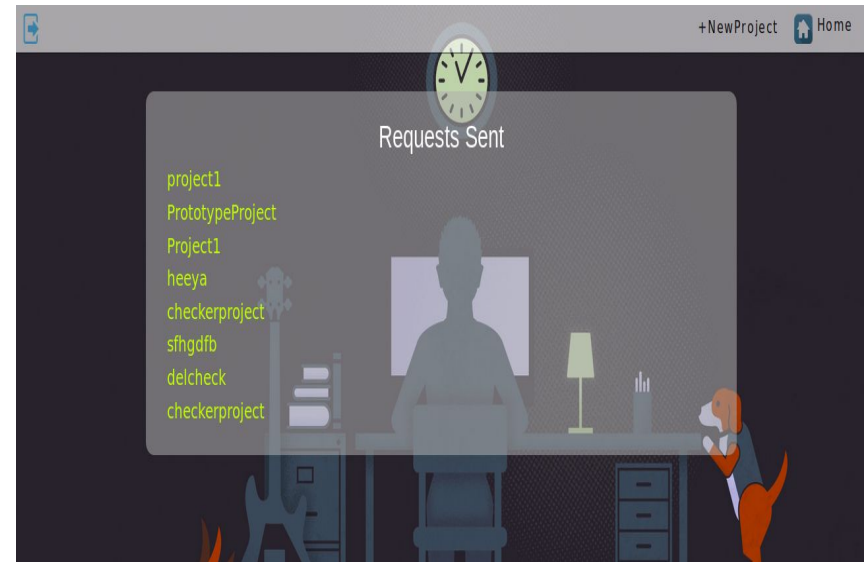 +NewProject Home
Requests Sent
project1
PrototypeProject
Project1
heeya
checkerproject
sfhgdfb
delcheck
checkerproject